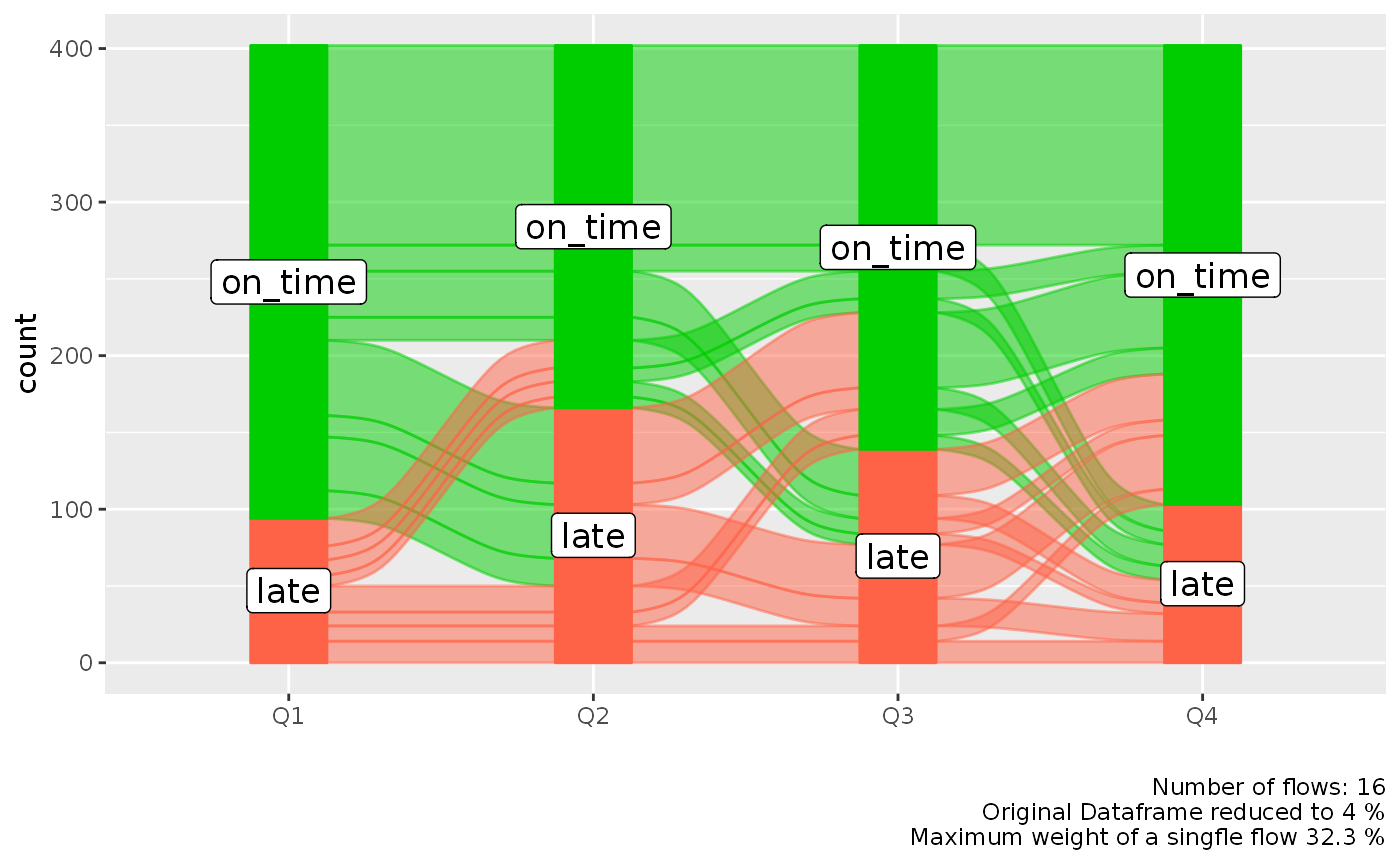 400
300
200
100
0
count
on_time
on_time
on_time
on_time
late
late
late
late
Q1 Q2 Q3 Q4
Number of flows: 16
Original Dataframe reduced to 4 %
Maximum weight of a singfle flow 32.3 %